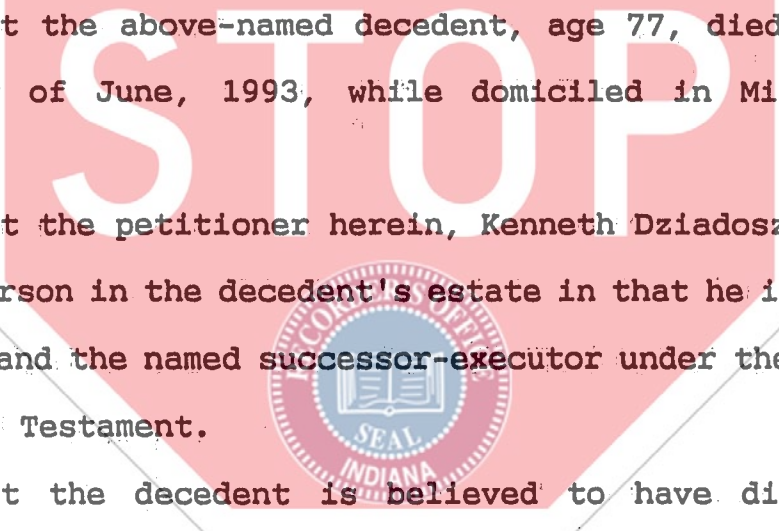 STOP
t the above-named decedent, age 77, died
of June, 1993, while domiciled in Mi
t the petitioner herein, Kenneth Dziadosz
rson in the decedent's estate in that he i
and the named successor-executor under the
Testament.
t the decedent is believed to have di
RECORDER'S OFFICE
SEAL
INDIANA